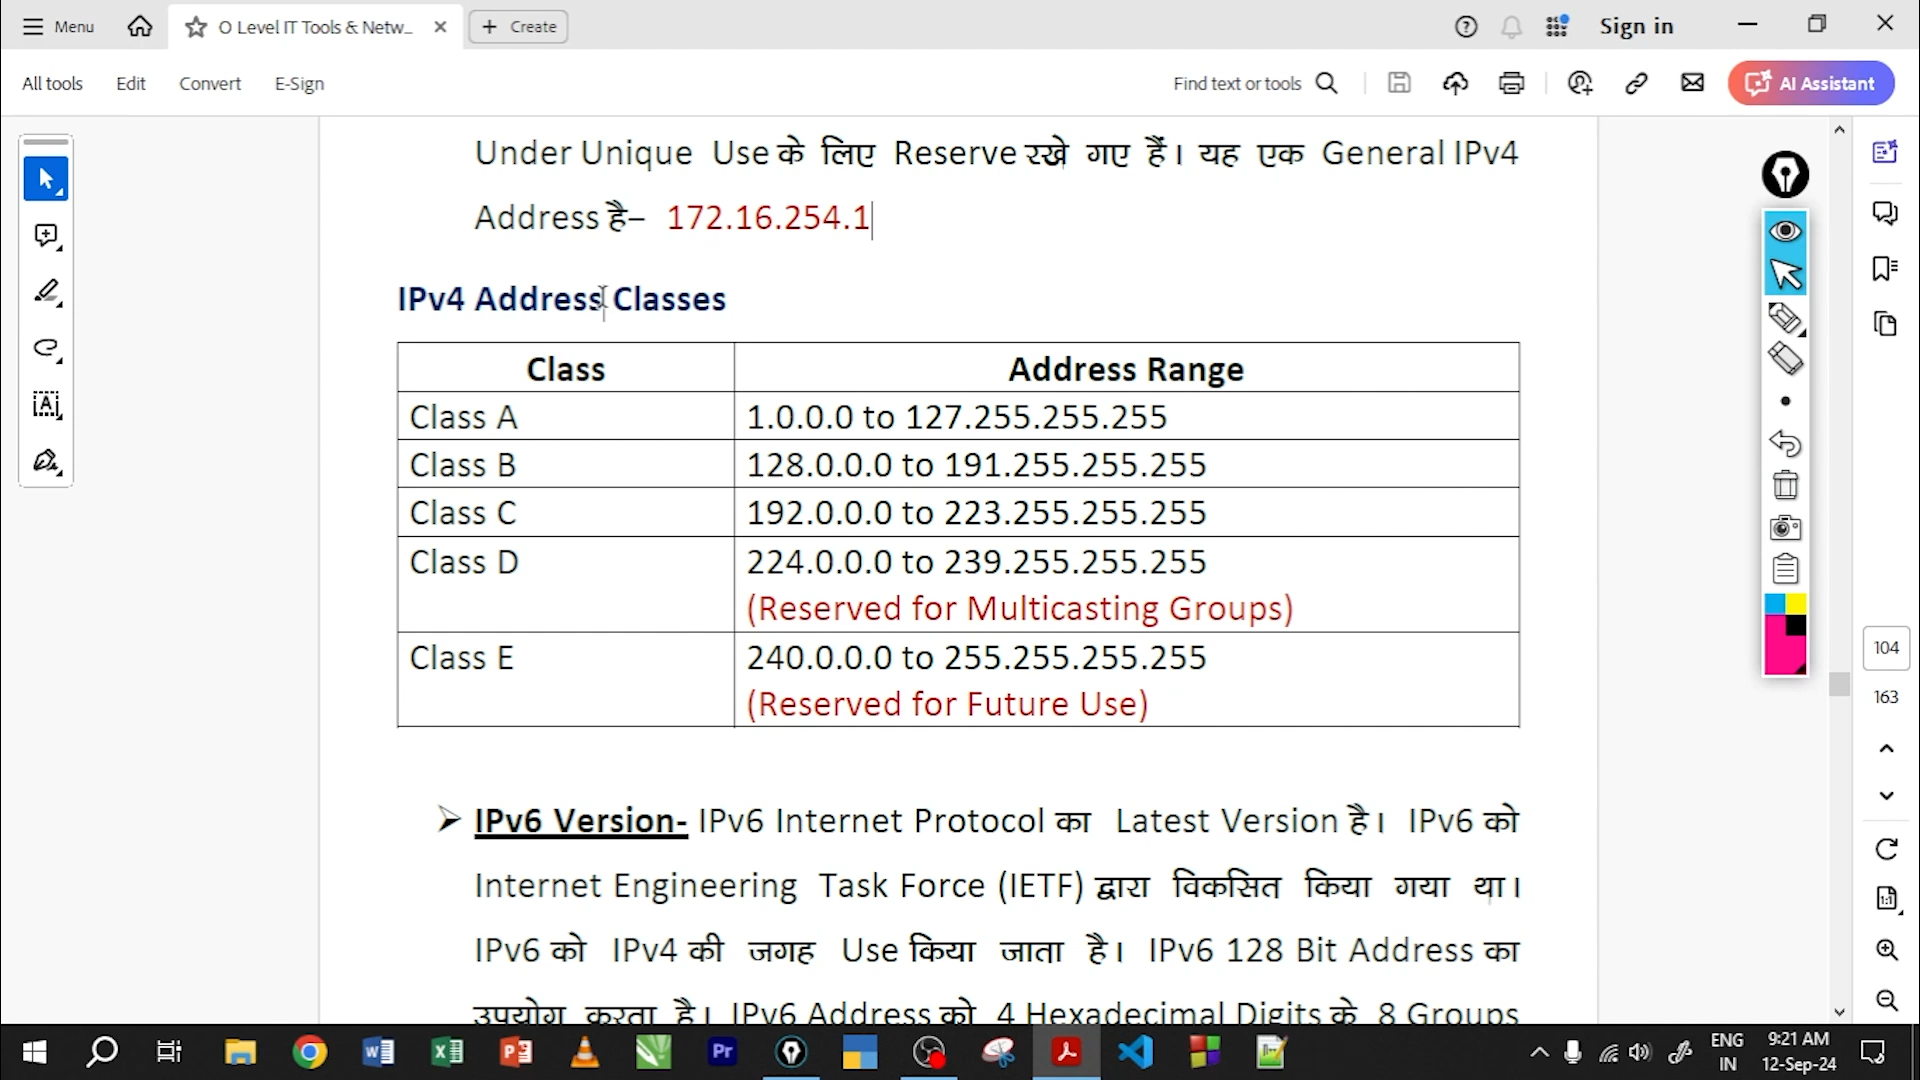 Menu
O Level IT Tools & Netw...
Create
Sign in
All tools
Edit
Convert
E-Sign
Find text or tools
AI Assistant
Under Unique Use के लिए Reserve रखे गए हैं। यह एक General IPv4
Address है– 172.16.254.1
IPv4 Address Classes
Class Address Range
Class A 1.0.0.0 to 127.255.255.255
Class B 128.0.0.0 to 191.255.255.255
Class C 192.0.0.0 to 223.255.255.255
Class D 224.0.0.0 to 239.255.255.255
(Reserved for Multicasting Groups)
Class E 240.0.0.0 to 255.255.255.255
(Reserved for Future Use)
➢ IPv6 Version- IPv6 Internet Protocol का Latest Version है। IPv6 को
Internet Engineering Task Force (IETF) द्वारा विकसित किया गया था।
IPv6 को IPv4 की जगह Use किया जाता है। IPv6 128 Bit Address का
उपयोग करता है। IPv6 Address को 4 Hexadecimal Digits के 8 Groups
104
163
ENG
IN
9:21 AM
12-Sep-24